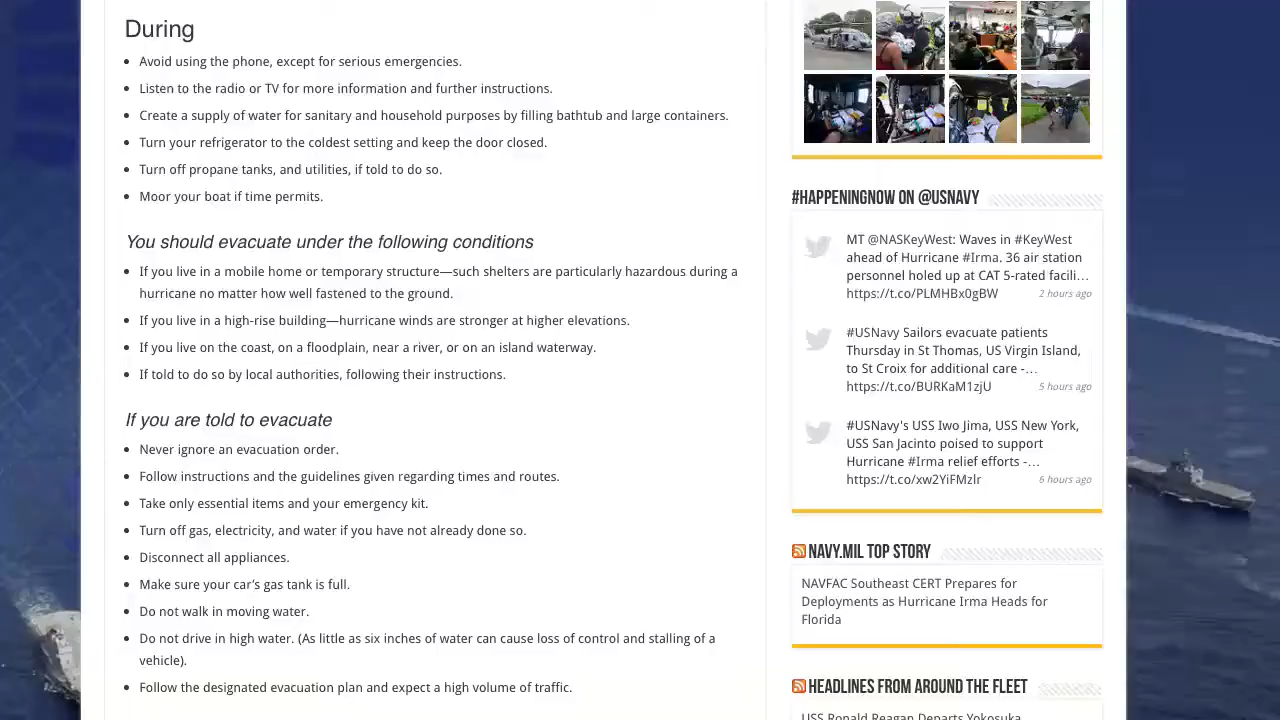 During
Avoid using the phone, except for serious emergencies.
Listen to the radio or TV for more information and further instructions.
Create a supply of water for sanitary and household purposes by filling bathtub and large containers.
Turn your refrigerator to the coldest setting and keep the door closed.
Turn off propane tanks, and utilities, if told to do so.
Moor your boat if time permits.
You should evacuate under the following conditions
If you live in a mobile home or temporary structure—such shelters are particularly hazardous during a
hurricane no matter how well fastened to the ground.
If you live in a high-rise building—hurricane winds are stronger at higher elevations.
If you live on the coast, on a floodplain, near a river, or on an island waterway.
If told to do so by local authorities, following their instructions.
If you are told to evacuate
Never ignore an evacuation order.
Follow instructions and the guidelines given regarding times and routes.
Take only essential items and your emergency kit.
Turn off gas, electricity, and water if you have not already done so.
Disconnect all appliances.
Make sure your car’s gas tank is full.
Do not walk in moving water.
Do not drive in high water. (As little as six inches of water can cause loss of control and stalling of a
vehicle).
Follow the designated evacuation plan and expect a high volume of traffic.
#HAPPENINGNOW ON @USNAVY
MT @NASKeyWest: Waves in #KeyWest
ahead of Hurricane #Irma. 36 air station
personnel holed up at CAT 5-rated facili…
https://t.co/PLMHBx0gBW 2 hours ago
#USNavy Sailors evacuate patients
Thursday in St Thomas, US Virgin Island,
to St Croix for additional care -…
https://t.co/BURKaM1zjU 5 hours ago
#USNavy's USS Iwo Jima, USS New York,
USS San Jacinto poised to support
Hurricane #Irma relief efforts -…
https://t.co/xw2YiFMzlr 6 hours ago
NAVY.MIL TOP STORY
NAVFAC Southeast CERT Prepares for
Deployments as Hurricane Irma Heads for
Florida
HEADLINES FROM AROUND THE FLEET
USS Ronald Reagan Departs Yokosuka